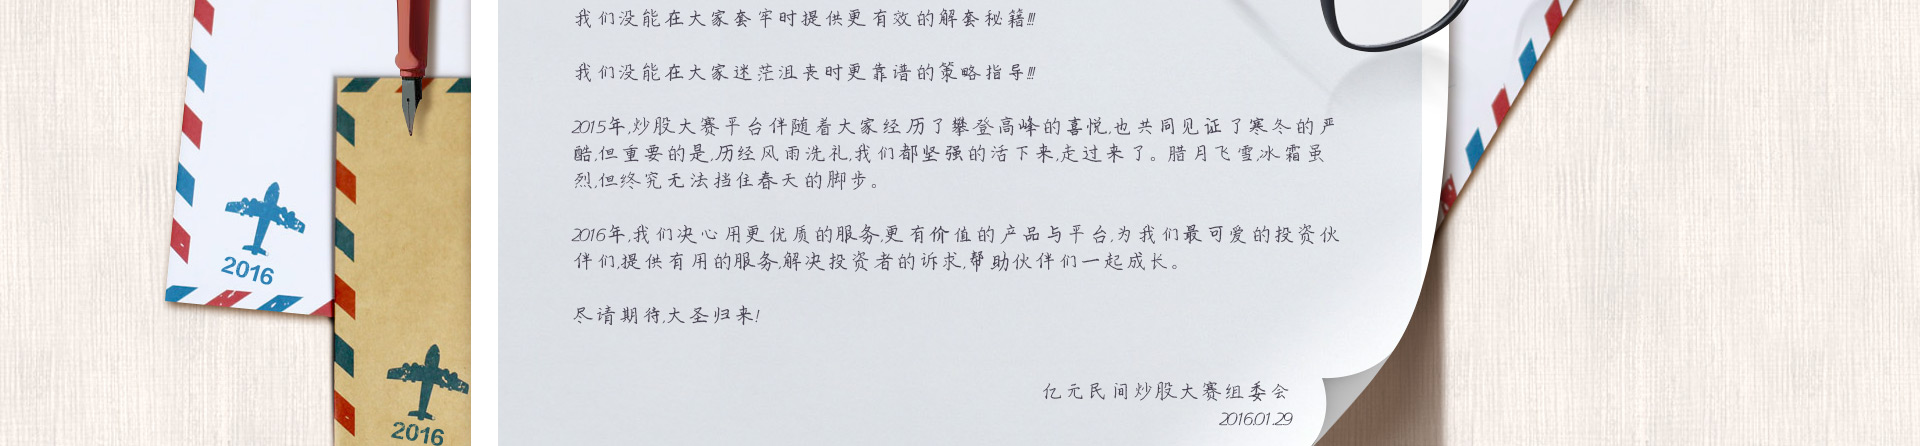 我们没能在大家套牢时提供更有效的解套秘籍!!!
我们没能在大家迷茫沮丧时更靠谱的策略指导!!!
2015年,炒股大赛平台伴随着大家经历了攀登高峰的喜悦,也共同见证了寒冬的严
酷,但重要的是,历经风雨洗礼,我们都坚强的活下来,走过来了。腊月飞雪,冰霜虽
烈,但终究无法挡住春天的脚步。
2016年,我们决心用更优质的服务,更有价值的产品与平台,为我们最可爱的投资伙
伴们,提供有用的服务,解决投资者的诉求,帮助伙伴们一起成长。
尽请期待,大圣归来!
亿元民间炒股大赛组委会
2016.01.29
2016
2016